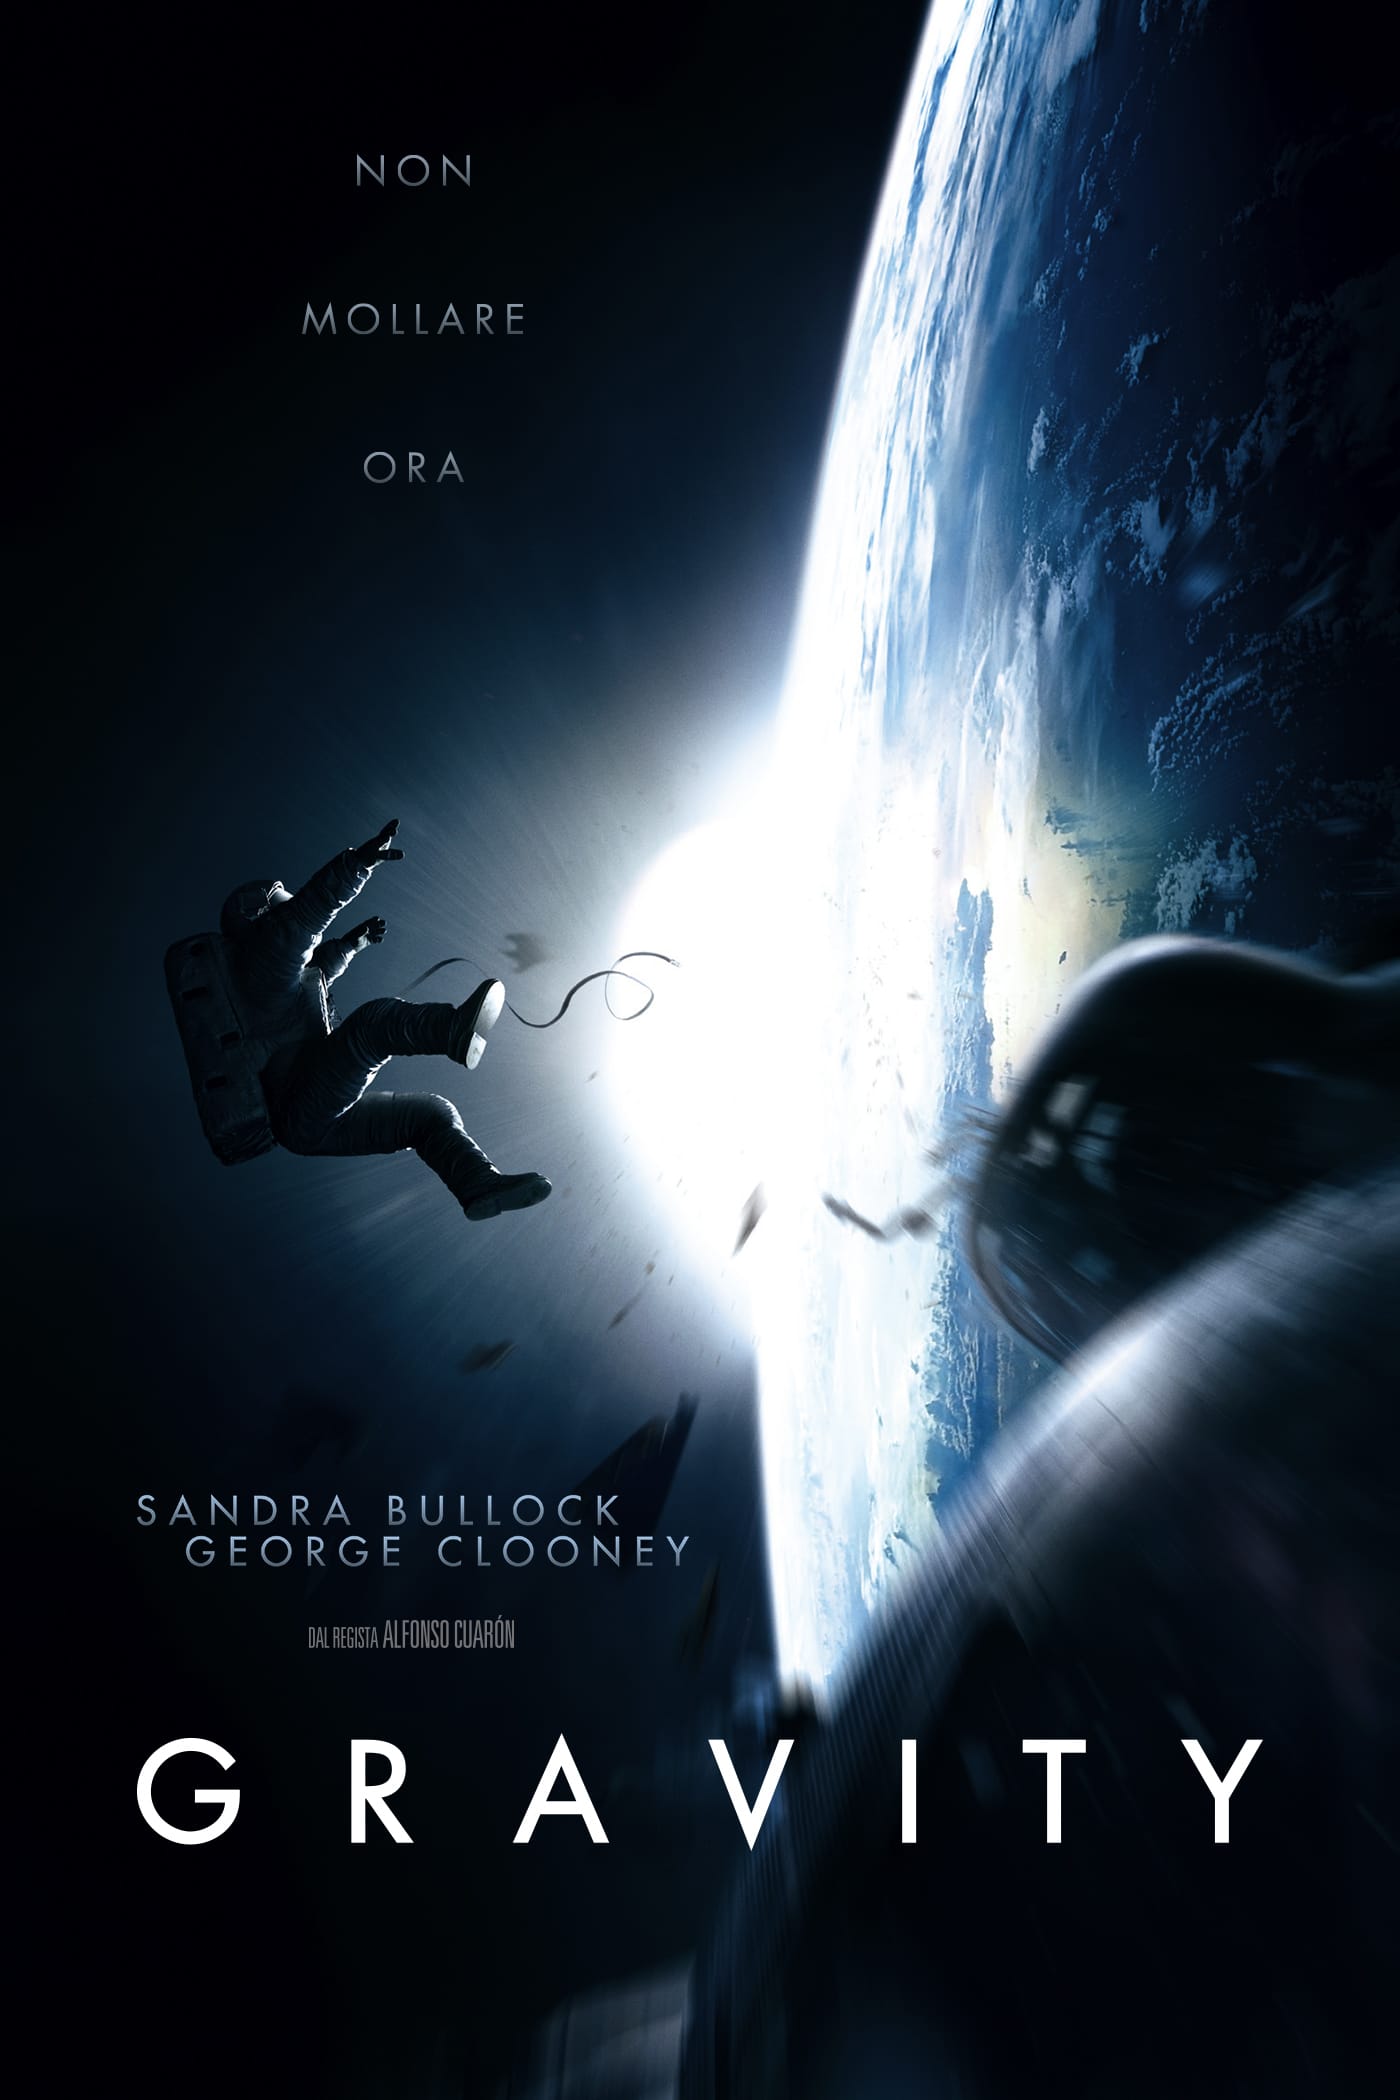 NON
MOLLARE
ORA
SANDRA BULLOCK
GEORGE CLOONEY
DAL REGISTA ALFONSO CUARÓN
GRAVITY